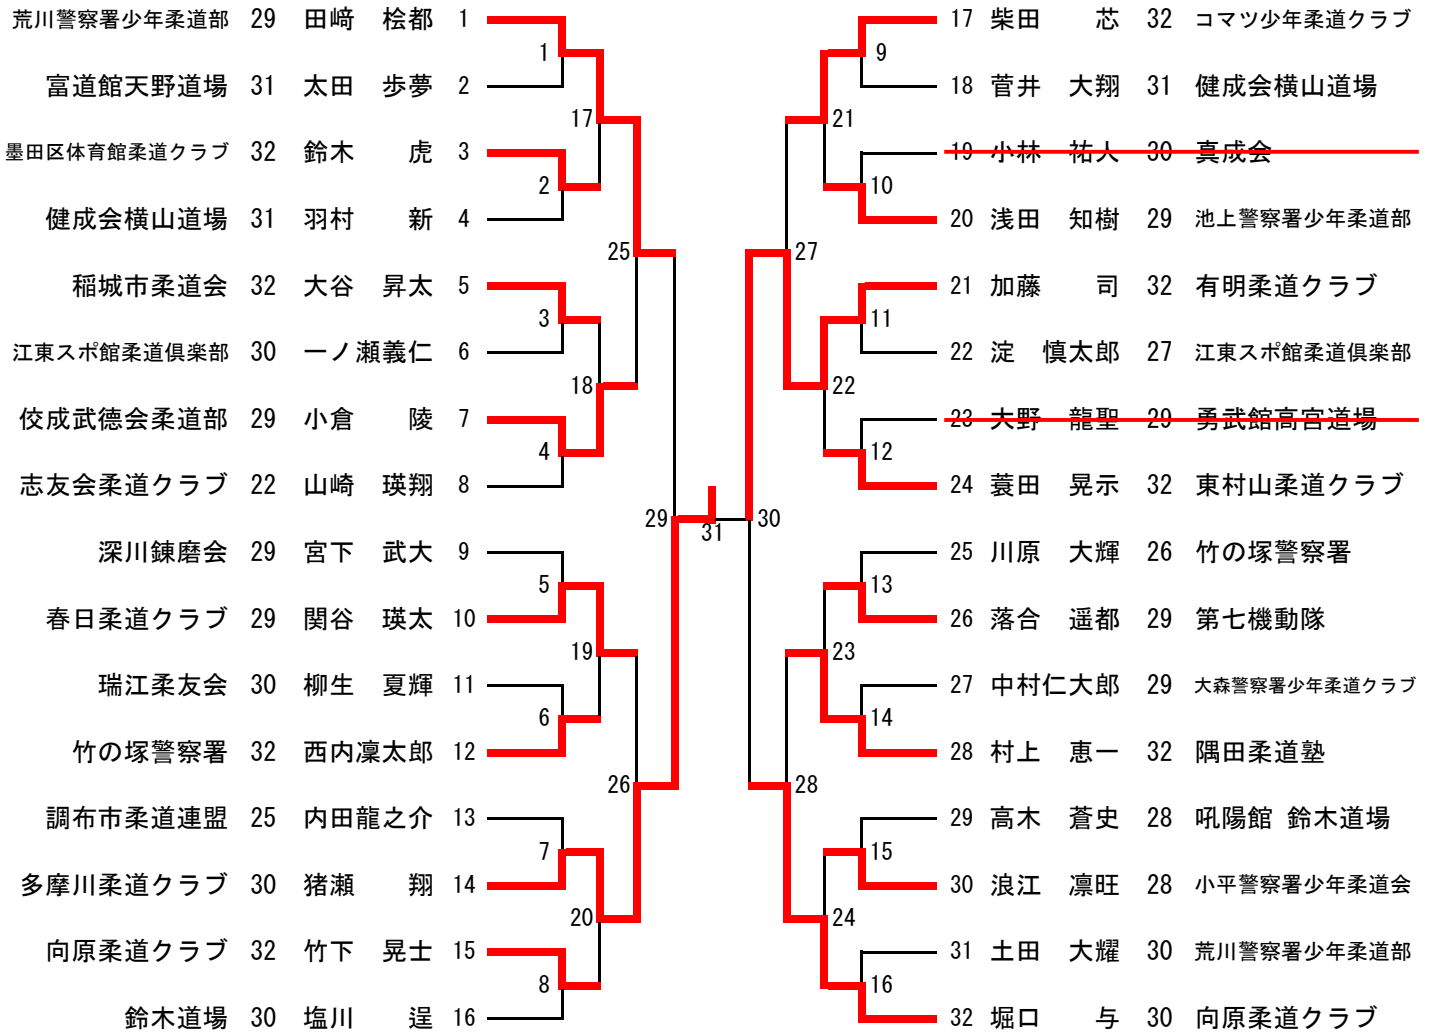 荒川警察署少年柔道部 29 田﨑 桧都 1
富道館天野道場 31 太田 歩夢 2
墨田区体育館柔道クラブ 32 鈴木 虎 3
健成会横山道場 31 羽村 新 4
稲城市柔道会 32 大谷 昇太 5
江東スポ館柔道倶楽部 30 一ノ瀬義仁 6
佼成武德会柔道部 29 小倉 陵 7
志友会柔道クラブ 22 山崎 瑛翔 8
深川錬磨会 29 宮下 武大 9
春日柔道クラブ 29 関谷 瑛太 10
瑞江柔友会 30 柳生 夏輝 11
竹の塚警察署 32 西内凜太郎 12
調布市柔道連盟 25 内田龍之介 13
多摩川柔道クラブ 30 猪瀬 翔 14
向原柔道クラブ 32 竹下 晃士 15
鈴木道場 30 塩川 逞 16
1
2
3
4
5
6
7
8
17
18
19
20
25
26
29
31
30
27
28
21
22
23
24
9
10
11
12
13
14
15
16
17 柴田 芯 32 コマツ少年柔道クラブ
18 菅井 大翔 31 健成会横山道場
19 小林 祐人 30 真成会
20 浅田 知樹 29 池上警察署少年柔道部
21 加藤 司 32 有明柔道クラブ
22 淀 慎太郎 27 江東スポ館柔道倶楽部
23 大野 龍聖 29 勇武館高宮道場
24 蓑田 晃示 32 東村山柔道クラブ
25 川原 大輝 26 竹の塚警察署
26 落合 遥都 29 第七機動隊
27 中村仁大郎 29 大森警察署少年柔道クラブ
28 村上 恵一 32 隅田柔道塾
29 高木 蒼史 28 吼陽館 鈴木道場
30 浪江 凛旺 28 小平警察署少年柔道会
31 土田 大耀 30 荒川警察署少年柔道部
32 堀口 与 30 向原柔道クラブ